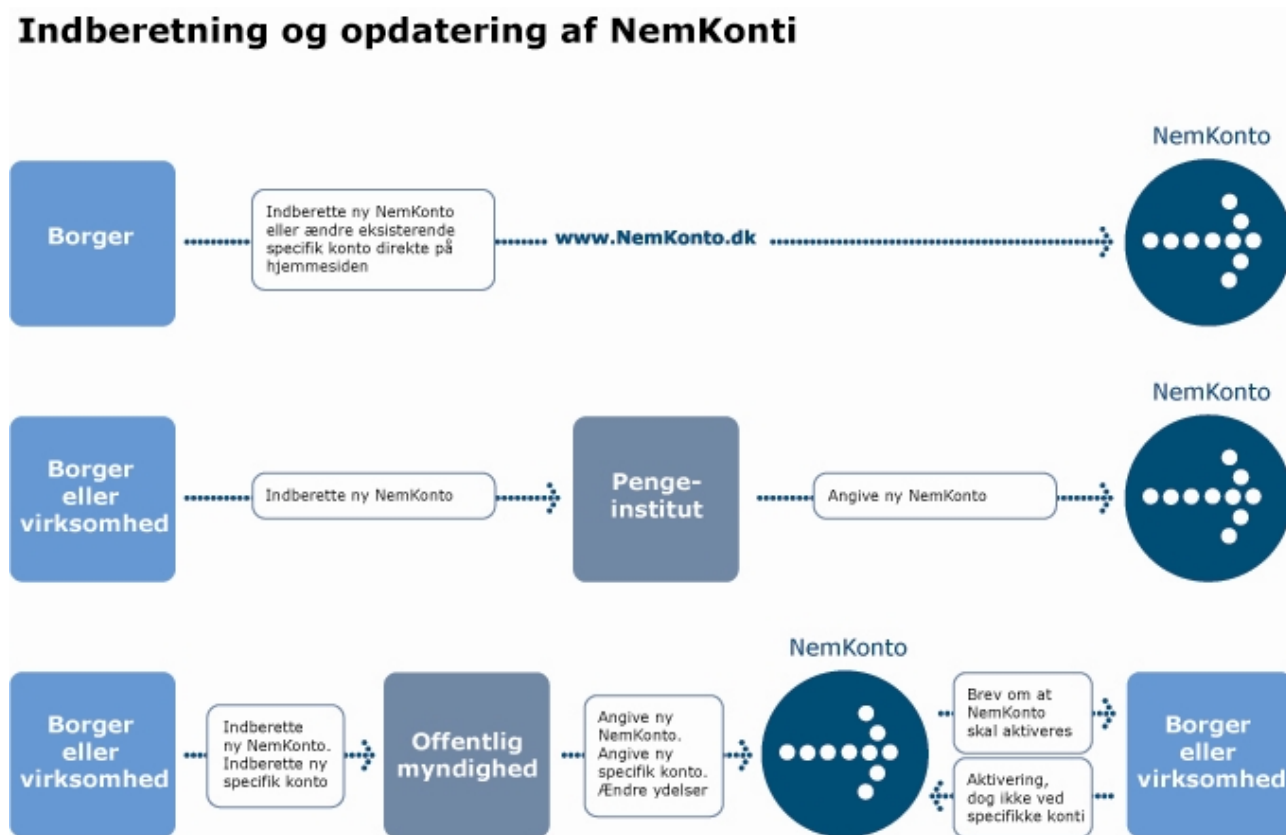 Indberetning og opdatering af NemKonti
NemKonto
Borger
Indberette ny NemKonto
eller ændre eksisterende
specifik konto direkte på
hjemmesiden
www.NemKonto.dk
NemKonto
Borger
eller
virksomhed
Indberette ny NemKonto
Penge-
institut
Angive ny NemKonto
NemKonto
Borger
eller
virksomhed
Indberette
ny NemKonto.
Indberette ny
specifik konto
Offentlig
myndighed
Angive ny
NemKonto.
Angive ny
specifik konto.
Ændre ydelser
Brev om at
NemKonto
skal aktiveres
Aktivering,
dog ikke ved
specifikke konti
Borger
eller
virksomhed